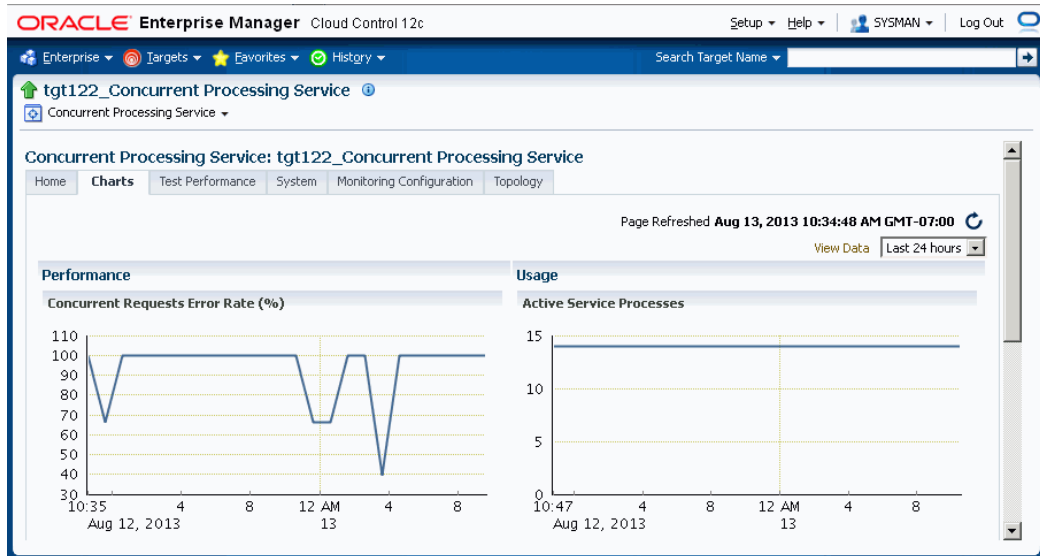 ORACLE Enterprise Manager Cloud Control 12c
Setup Help SYSMAN Log Out
Enterprise Targets Favorites History Search Target Name
tgt122_Concurrent Processing Service
Concurrent Processing Service
Concurrent Processing Service: tgt122_Concurrent Processing Service
Home Charts Test Performance System Monitoring Configuration Topology
Page Refreshed Aug 13, 2013 10:34:48 AM GMT-07:00
View Data Last 24 hours
Performance
Concurrent Requests Error Rate (%)
110
100
90
80
70
60
50
40
30
10:35 4 8 12 AM 4 8
Aug 12, 2013 13
Usage
Active Service Processes
15
10
5
0
10:47 4 8 12 AM 4 8
Aug 12, 2013 13